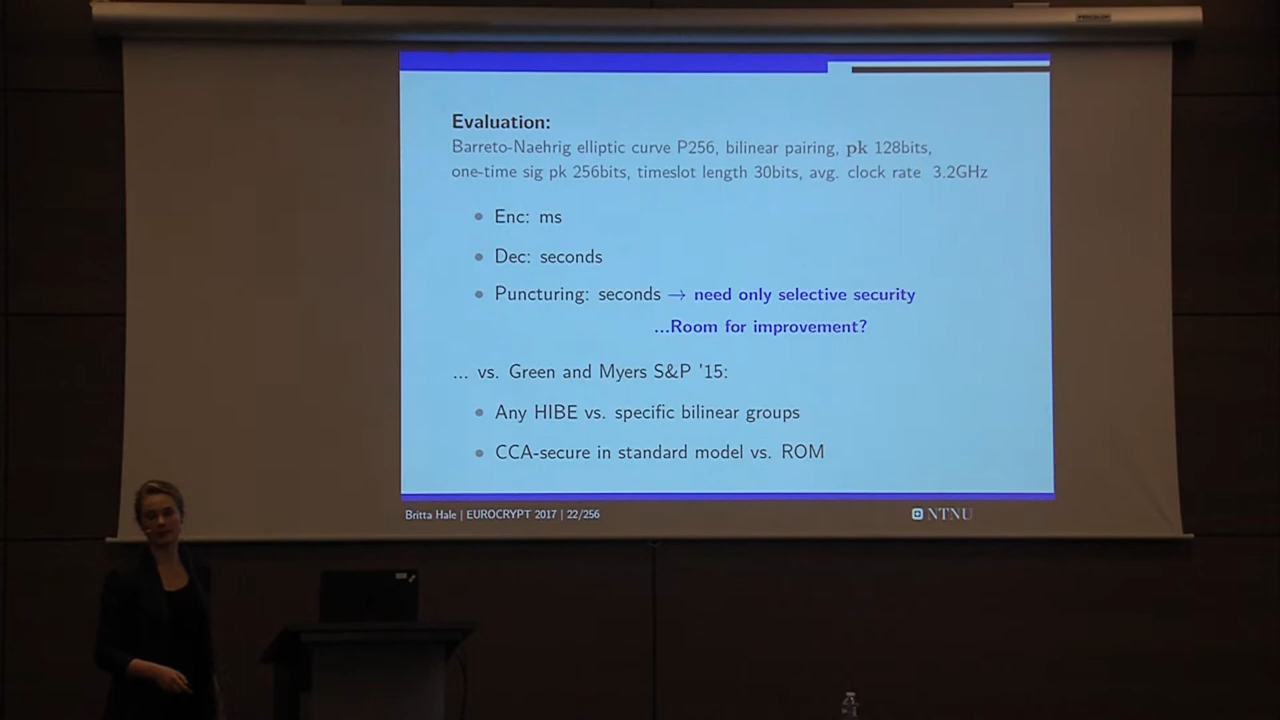 Evaluation:
Barreto-Naehrig elliptic curve P256, bilinear pairing, pk 128bits,
one-time sig pk 256bits, timeslot length 30bits, avg. clock rate 3.2GHz
• Enc: ms
• Dec: seconds
• Puncturing: seconds → need only selective security
...Room for improvement?
... vs. Green and Myers S&P '15:
• Any HIBE vs. specific bilinear groups
• CCA-secure in standard model vs. ROM
Britta Hale | EUROCRYPT 2017 | 22/256
NTNU